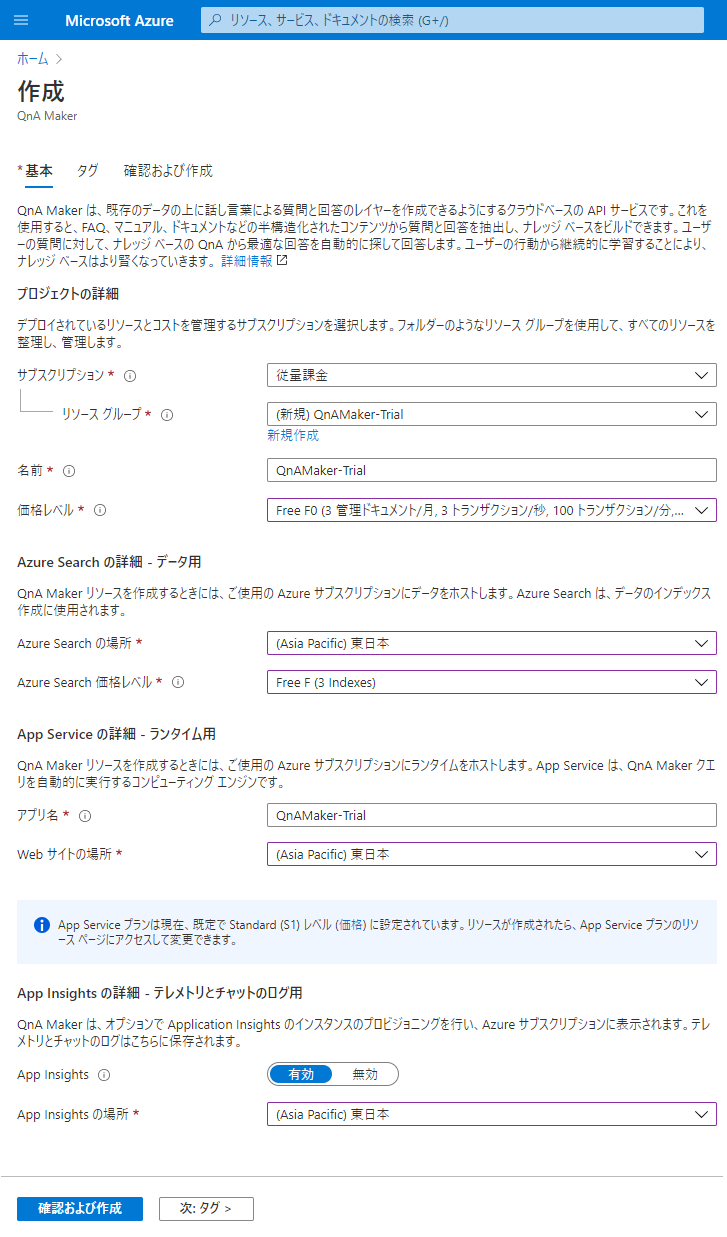 Microsoft Azure
リソース、サービス、ドキュメントの検索 (G+/)
ホーム >
作成
QnA Maker
* 基本 タグ 確認および作成
QnA Maker は、既存のデータの上に話し言葉による質問と回答のレイヤーを作成できるようにするクラウドベースの API サービスです。これを
使用すると、FAQ、マニュアル、ドキュメントなどの半構造化されたコンテンツから質問と回答を抽出し、ナレッジ ベースをビルドできます。ユーザ
ーの質問に対して、ナレッジ ベースの QnA から最適な回答を自動的に探して回答します。ユーザーの行動から継続的に学習することにより、
ナレッジ ベースはより賢くなっていきます。 詳細情報
プロジェクトの詳細
デプロイされているリソースとコストを管理するサブスクリプションを選択します。フォルダーのようなリソース グループを使用して、すべてのリソースを
整理し、管理します。
サブスクリプション *
従量課金
リソース グループ *
(新規) QnAMaker-Trial
新規作成
名前 *
QnAMaker-Trial
価格レベル *
Free F0 (3 管理ドキュメント/月, 3 トランザクション/秒, 100 トランザクション/分,...
Azure Search の詳細 - データ用
QnA Maker リソースを作成するときには、ご使用の Azure サブスクリプションにデータをホストします。Azure Search は、データのインデックス
作成に使用されます。
Azure Search の場所 *
(Asia Pacific) 東日本
Azure Search 価格レベル *
Free F (3 Indexes)
App Service の詳細 - ランタイム用
QnA Maker リソースを作成するときには、ご使用の Azure サブスクリプションにランタイムをホストします。App Service は、QnA Maker クエ
リを自動的に実行するコンピューティング エンジンです。
アプリ名 *
QnAMaker-Trial
Web サイトの場所 *
(Asia Pacific) 東日本
App Service プランは現在、既定で Standard (S1) レベル (価格) に設定されています。リソースが作成されたら、App Service プランのリソ
ース ページにアクセスして変更できます。
App Insights の詳細 - テレメトリとチャットのログ用
QnA Maker は、オプションで Application Insights のインスタンスのプロビジョニングを行い、Azure サブスクリプションに表示されます。テレ
メトリとチャットのログはこちらに保存されます。
App Insights
有効 無効
App Insights の場所 *
(Asia Pacific) 東日本
確認および作成
次: タグ >